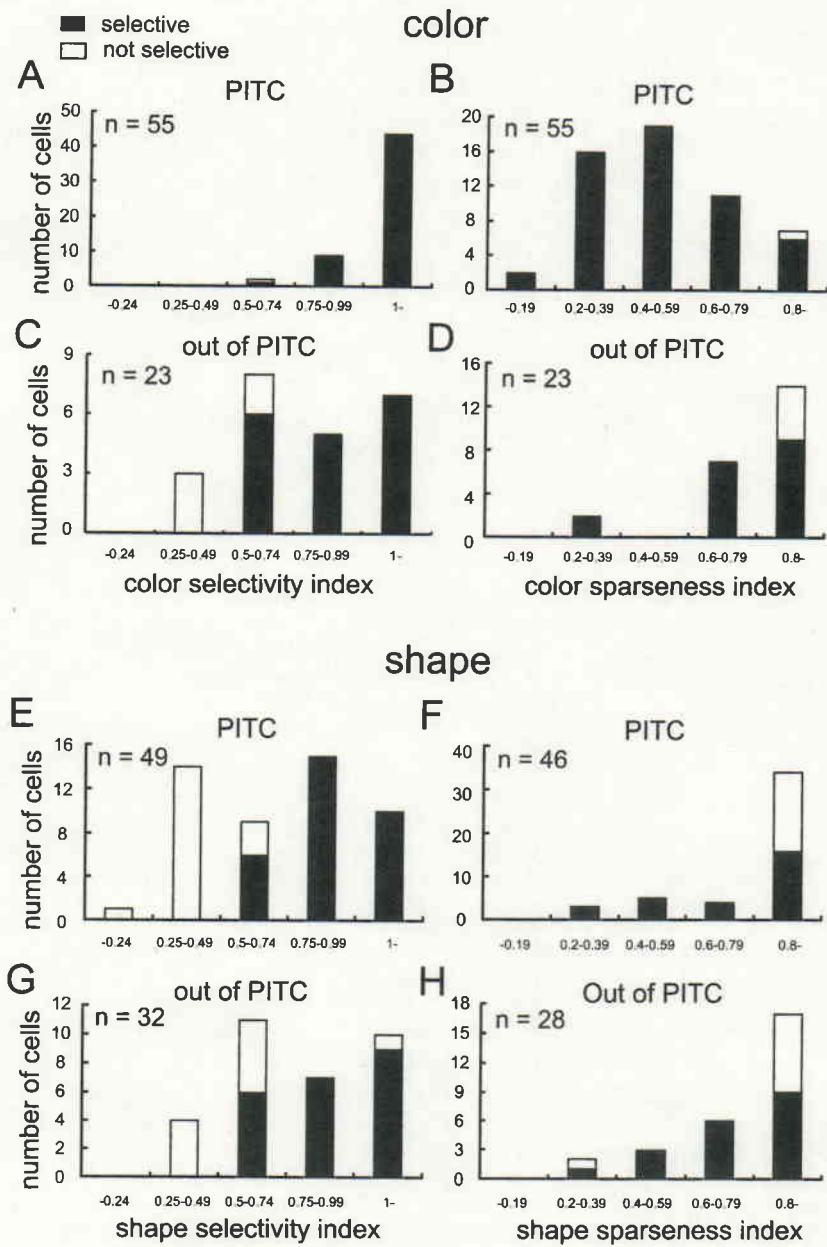 selective
not selective
color
A
PITC
n = 55
number of cells
50
40
30
20
10
0
-0.24 0.25-0.49 0.5-0.74 0.75-0.99 1-
B
PITC
n = 55
20
16
12
8
4
0
-0.19 0.2-0.39 0.4-0.59 0.6-0.79 0.8-
C
out of PITC
n = 23
number of cells
9
6
3
0
-0.24 0.25-0.49 0.5-0.74 0.75-0.99 1-
color selectivity index
D
out of PITC
n = 23
16
12
8
4
0
-0.19 0.2-0.39 0.4-0.59 0.6-0.79 0.8-
color sparseness index
shape
E
PITC
n = 49
number of cells
16
12
8
4
0
-0.24 0.25-0.49 0.5-0.74 0.75-0.99 1-
F
PITC
n = 46
40
30
20
10
0
-0.19 0.2-0.39 0.4-0.59 0.6-0.79 0.8-
G
out of PITC
n = 32
number of cells
12
10
8
6
4
2
0
-0.24 0.25-0.49 0.5-0.74 0.75-0.99 1-
shape selectivity index
H
Out of PITC
n = 28
18
15
12
9
6
3
0
-0.19 0.2-0.39 0.4-0.59 0.6-0.79 0.8-
shape sparseness index